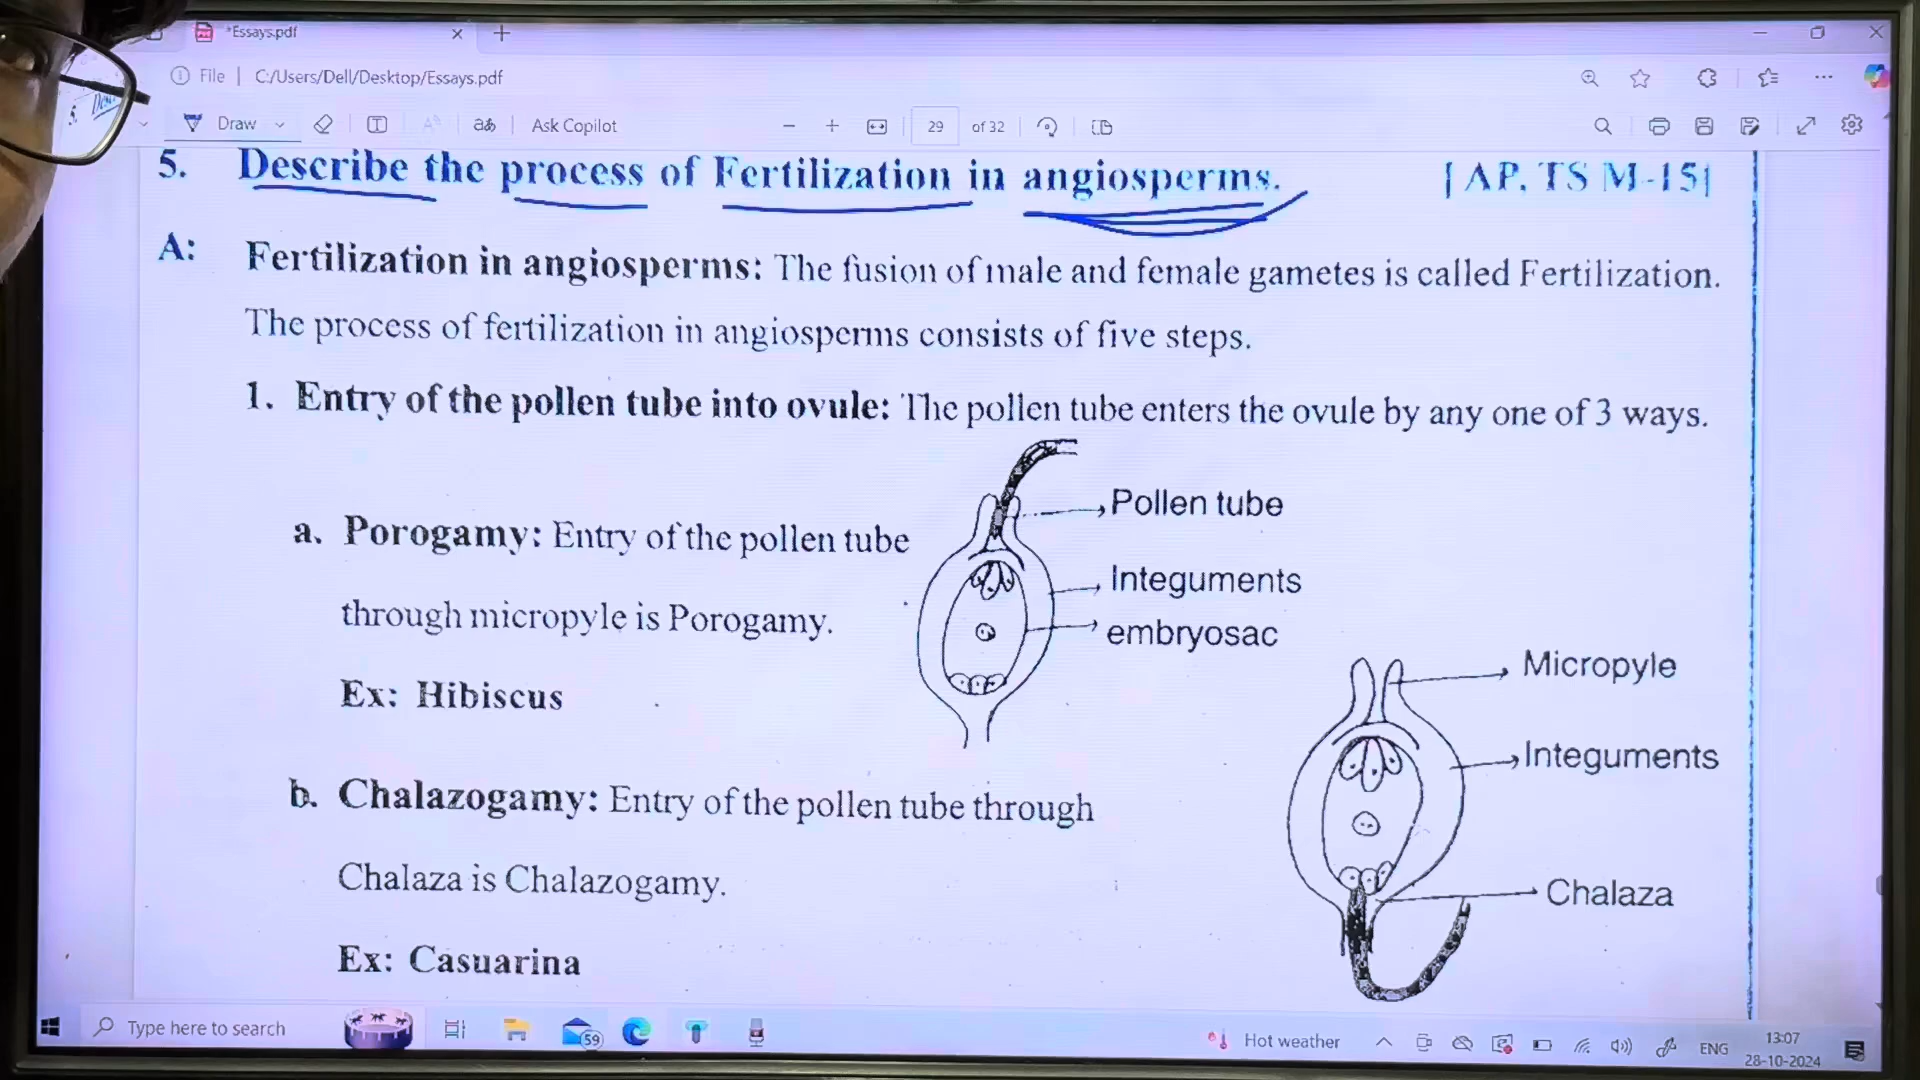 *Essays.pdf
File | C:/Users/Dell/Desktop/Essays.pdf
Draw
Ask Copilot
29 of 32
5. Describe the process of Fertilization in angiosperms. [AP. TS M-15]
A: Fertilization in angiosperms: The fusion of male and female gametes is called Fertilization.
The process of fertilization in angiosperms consists of five steps.
1. Entry of the pollen tube into ovule: The pollen tube enters the ovule by any one of 3 ways.
Pollen tube
a. Porogamy: Entry of the pollen tube
Integuments
through micropyle is Porogamy.
embryosac
Ex: Hibiscus
Micropyle
Integuments
b. Chalazogamy: Entry of the pollen tube through
Chalaza is Chalazogamy.
Chalaza
Ex: Casuarina
Type here to search
59
Hot weather
ENG
13:07
28-10-2024